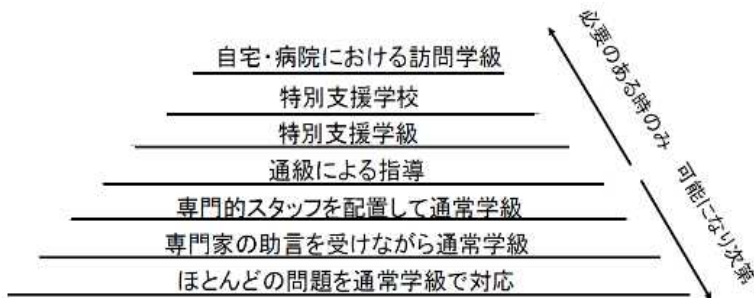 自宅・病院における訪問学級
特別支援学校
特別支援学級
通級による指導
専門的スタッフを配置して通常学級
専門家の助言を受けながら通常学級
ほとんどの問題を通常学級で対応
必要のある時のみ
可能になり次第